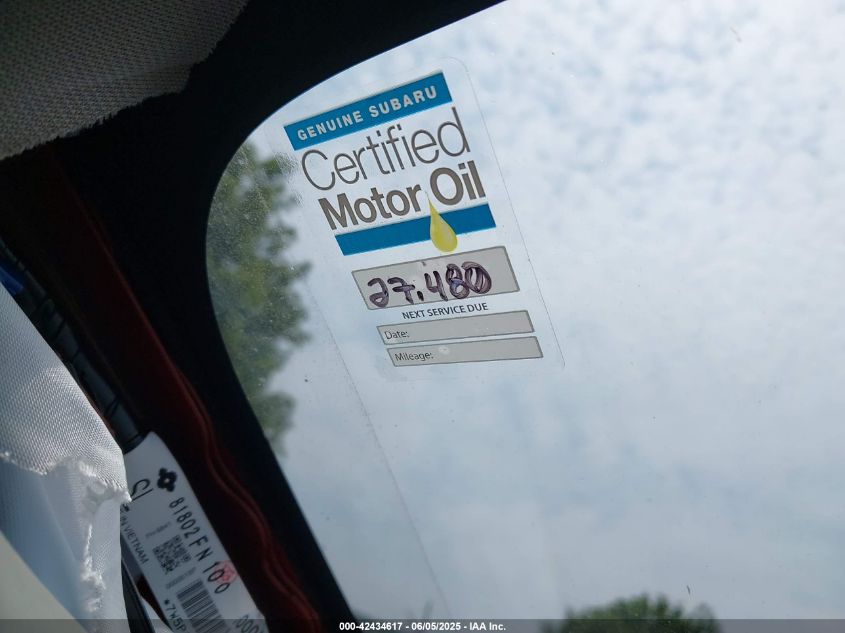 GENUINE SUBARU
Certified
Motor Oil
27,480
NEXT SERVICE DUE
Date:
Mileage:
81802FN100
VIETNAM
000-42434617 - 06/05/2025 - IAA Inc.